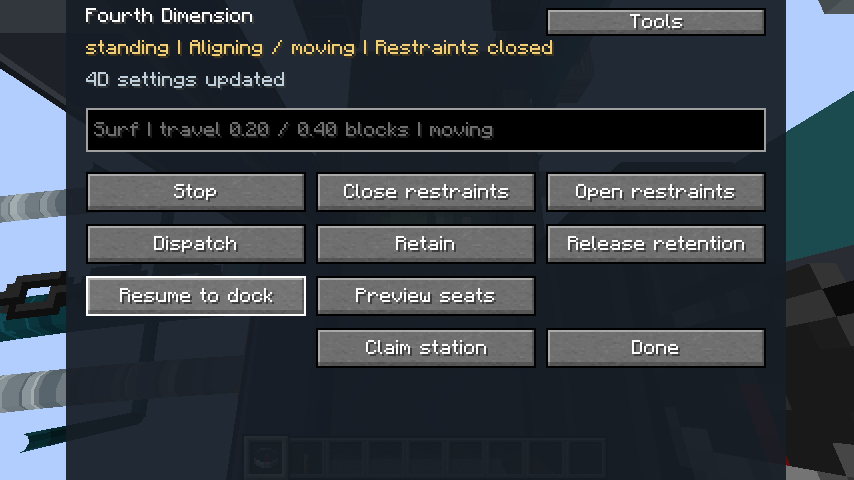 Fourth Dimension
Tools
standing | Aligning / moving | Restraints closed
4D settings updated
Surf | travel 0.20 / 0.40 blocks | moving
Stop
Close restraints
Open restraints
Dispatch
Retain
Release retention
Resume to dock
Preview seats
Claim station
Done